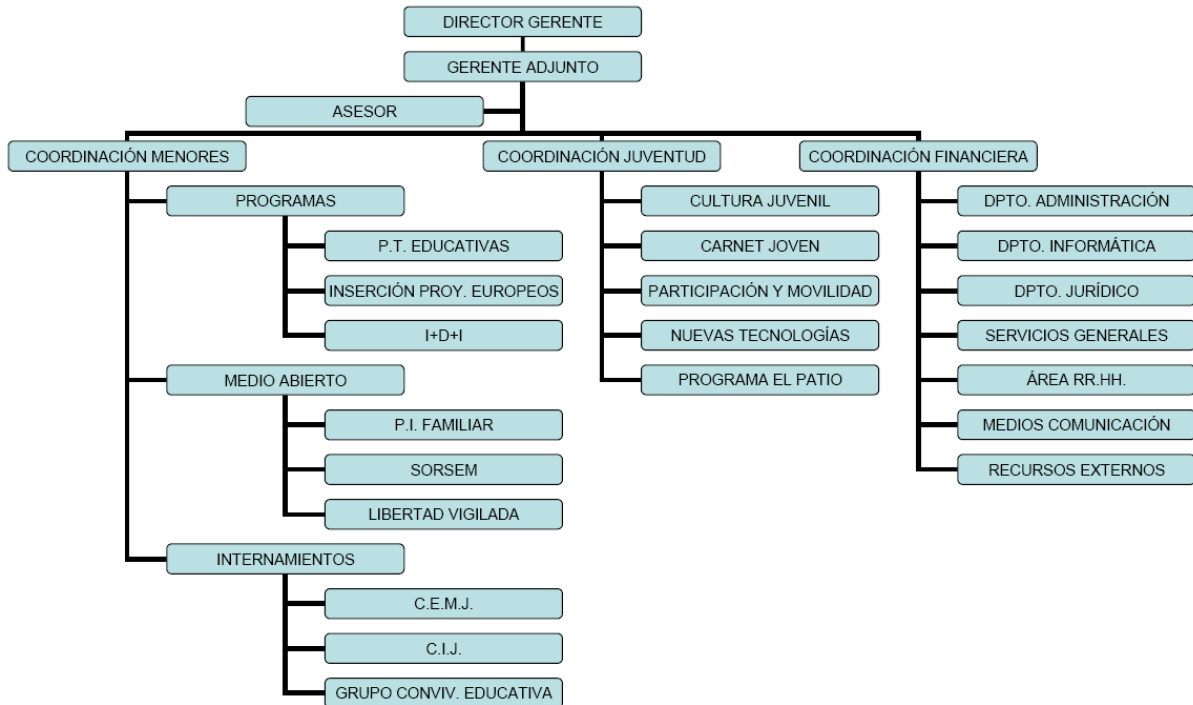 DIRECTOR GERENTE
GERENTE ADJUNTO
ASESOR
COORDINACIÓN MENORES
PROGRAMAS
P.T. EDUCATIVAS
INSERCIÓN PROY. EUROPEOS
I+D+I
MEDIO ABIERTO
P.I. FAMILIAR
SORSEM
LIBERTAD VIGILADA
INTERNAMIENTOS
C.E.M.J.
C.I.J.
GRUPO CONVIV. EDUCATIVA
COORDINACIÓN JUVENTUD
CULTURA JUVENIL
CARNET JOVEN
PARTICIPACIÓN Y MOVILIDAD
NUEVAS TECNOLOGÍAS
PROGRAMA EL PATIO
COORDINACIÓN FINANCIERA
DPTO. ADMINISTRACIÓN
DPTO. INFORMÁTICA
DPTO. JURÍDICO
SERVICIOS GENERALES
ÁREA RR.HH.
MEDIOS COMUNICACIÓN
RECURSOS EXTERNOS